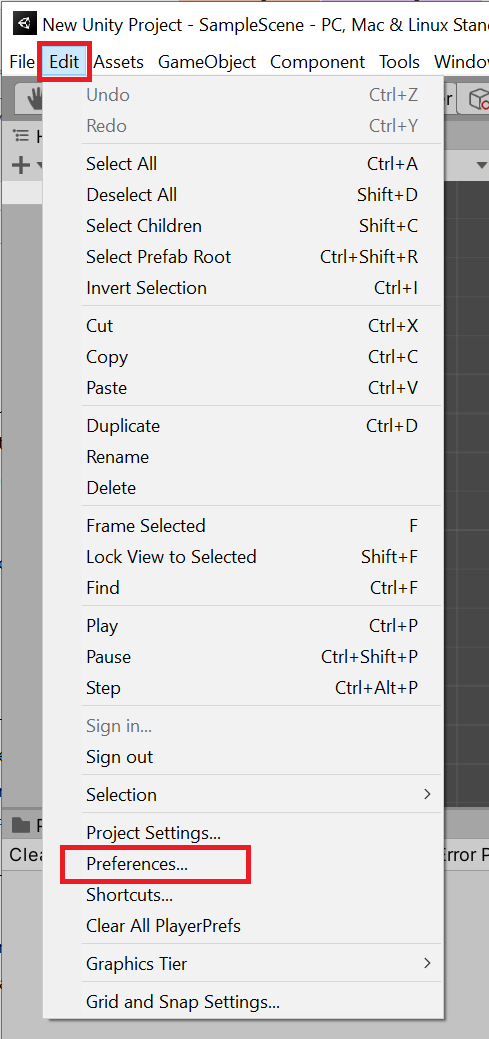 New Unity Project - SampleScene - PC, Mac & Linux Stan
File Edit Assets GameObject Component Tools Window
Undo Ctrl+Z
Redo Ctrl+Y
Select All Ctrl+A
Deselect All Shift+D
Select Children Shift+C
Select Prefab Root Ctrl+Shift+R
Invert Selection Ctrl+I
Cut Ctrl+X
Copy Ctrl+C
Paste Ctrl+V
Duplicate Ctrl+D
Rename
Delete
Frame Selected F
Lock View to Selected Shift+F
Find Ctrl+F
Play Ctrl+P
Pause Ctrl+Shift+P
Step Ctrl+Alt+P
Sign in...
Sign out
Selection
Project Settings...
Preferences...
Clea
Error P
Shortcuts...
Clear All PlayerPrefs
Graphics Tier
Grid and Snap Settings...